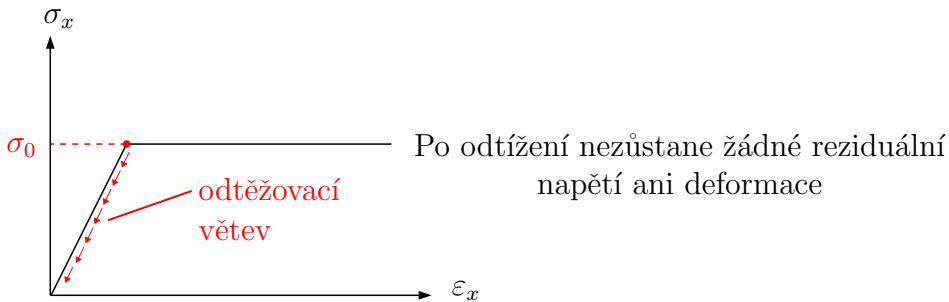 σₓ
σ₀
Po odtížení nezůstane žádné reziduální
napětí ani deformace
odtěžovací
větev
εₓ